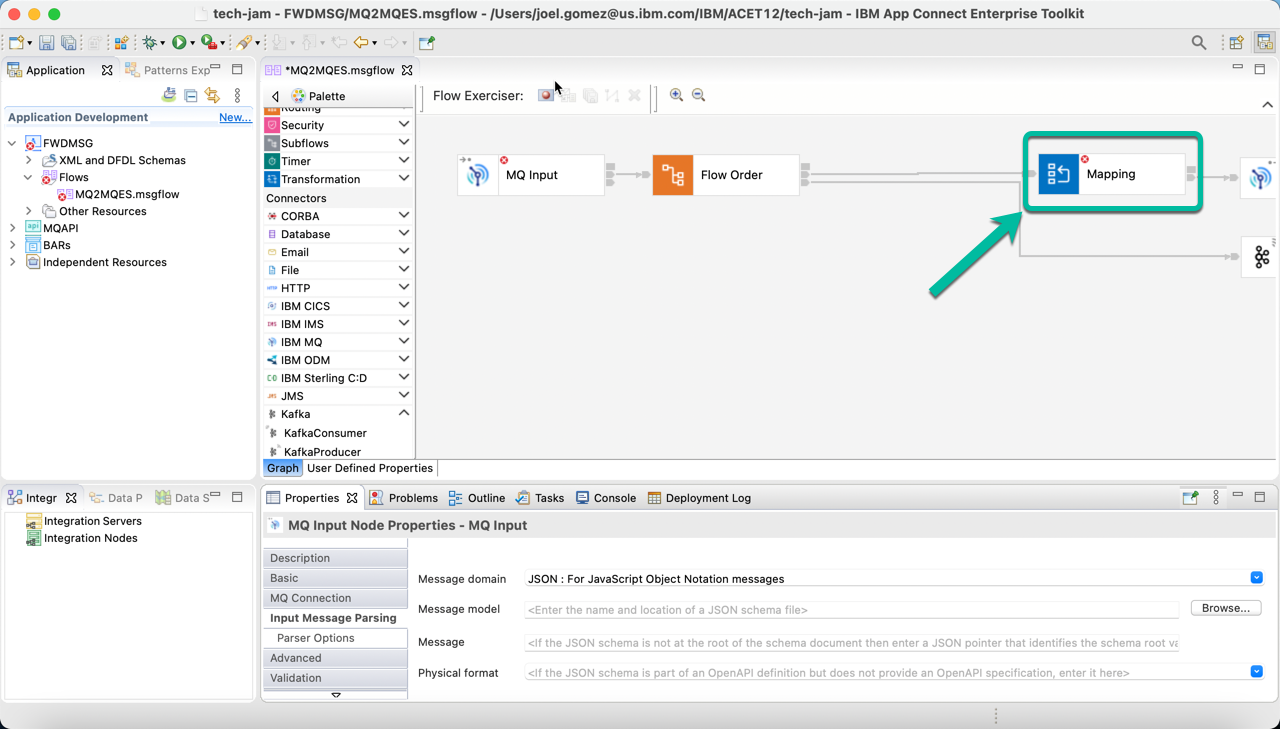 tech-jam - FWDMSG/MQ2MQES.msgflow - /Users/joel.gomez@us.ibm.com/IBM/ACET12/tech-jam - IBM App Connect Enterprise Toolkit
Application
Patterns Exp
*MQ2MQES.msgflow
Palette
Flow Exerciser:
Application Development
New...
FWDMSG
XML and DFDL Schemas
Flows
MQ2MQES.msgflow
Other Resources
MQAPI
BARs
Independent Resources
Routing
Security
Subflows
Timer
Transformation
Connectors
CORBA
Database
Email
File
HTTP
IBM CICS
IBM IMS
IBM MQ
IBM ODM
IBM Sterling C:D
JMS
Kafka
KafkaConsumer
KafkaProducer
MQ Input
Flow Order
Mapping
Graph
User Defined Properties
Integr
Data P
Data S
Integration Servers
Integration Nodes
Properties
Problems
Outline
Tasks
Console
Deployment Log
MQ Input Node Properties - MQ Input
Description
Basic
MQ Connection
Input Message Parsing
Parser Options
Advanced
Validation
Message domain
JSON : For JavaScript Object Notation messages
Message model
<Enter the name and location of a JSON schema file>
Browse...
Message
<If the JSON schema is not at the root of the schema document then enter a JSON pointer that identifies the schema root va
Physical format
<If the JSON schema is part of an OpenAPI definition but does not provide an OpenAPI specification, enter it here>